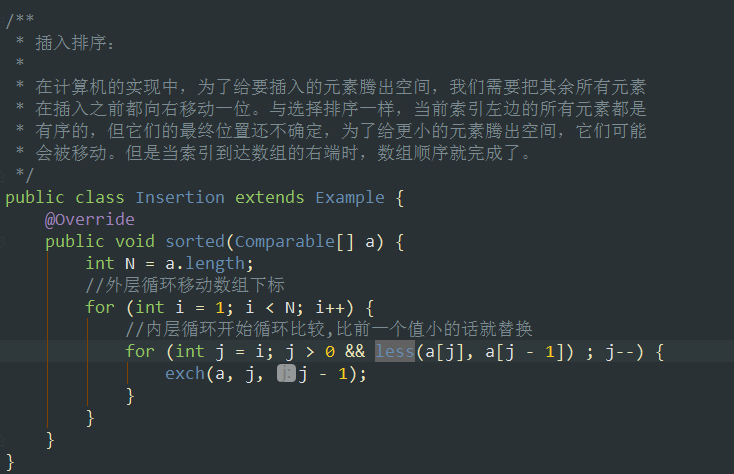 /**
 * 插入排序：
 *
 * 在计算机的实现中，为了给要插入的元素腾出空间，我们需要把其余所有元素
 * 在插入之前都向右移动一位。与选择排序一样，当前索引左边的所有元素都是
 * 有序的，但它们的最终位置还不确定，为了给更小的元素腾出空间，它们可能
 * 会被移动。但是当索引到达数组的右端时，数组顺序就完成了。
 */
public class Insertion extends Example {
    @Override
    public void sorted(Comparable[] a) {
        int N = a.length;
        //外层循环移动数组下标
        for (int i = 1; i < N; i++) {
            //内层循环开始循环比较,比前一个值小的话就替换
            for (int j = i; j > 0 && less(a[j], a[j - 1]) ; j--) {
                exch(a, j, j: j - 1);
            }
        }
    }
}